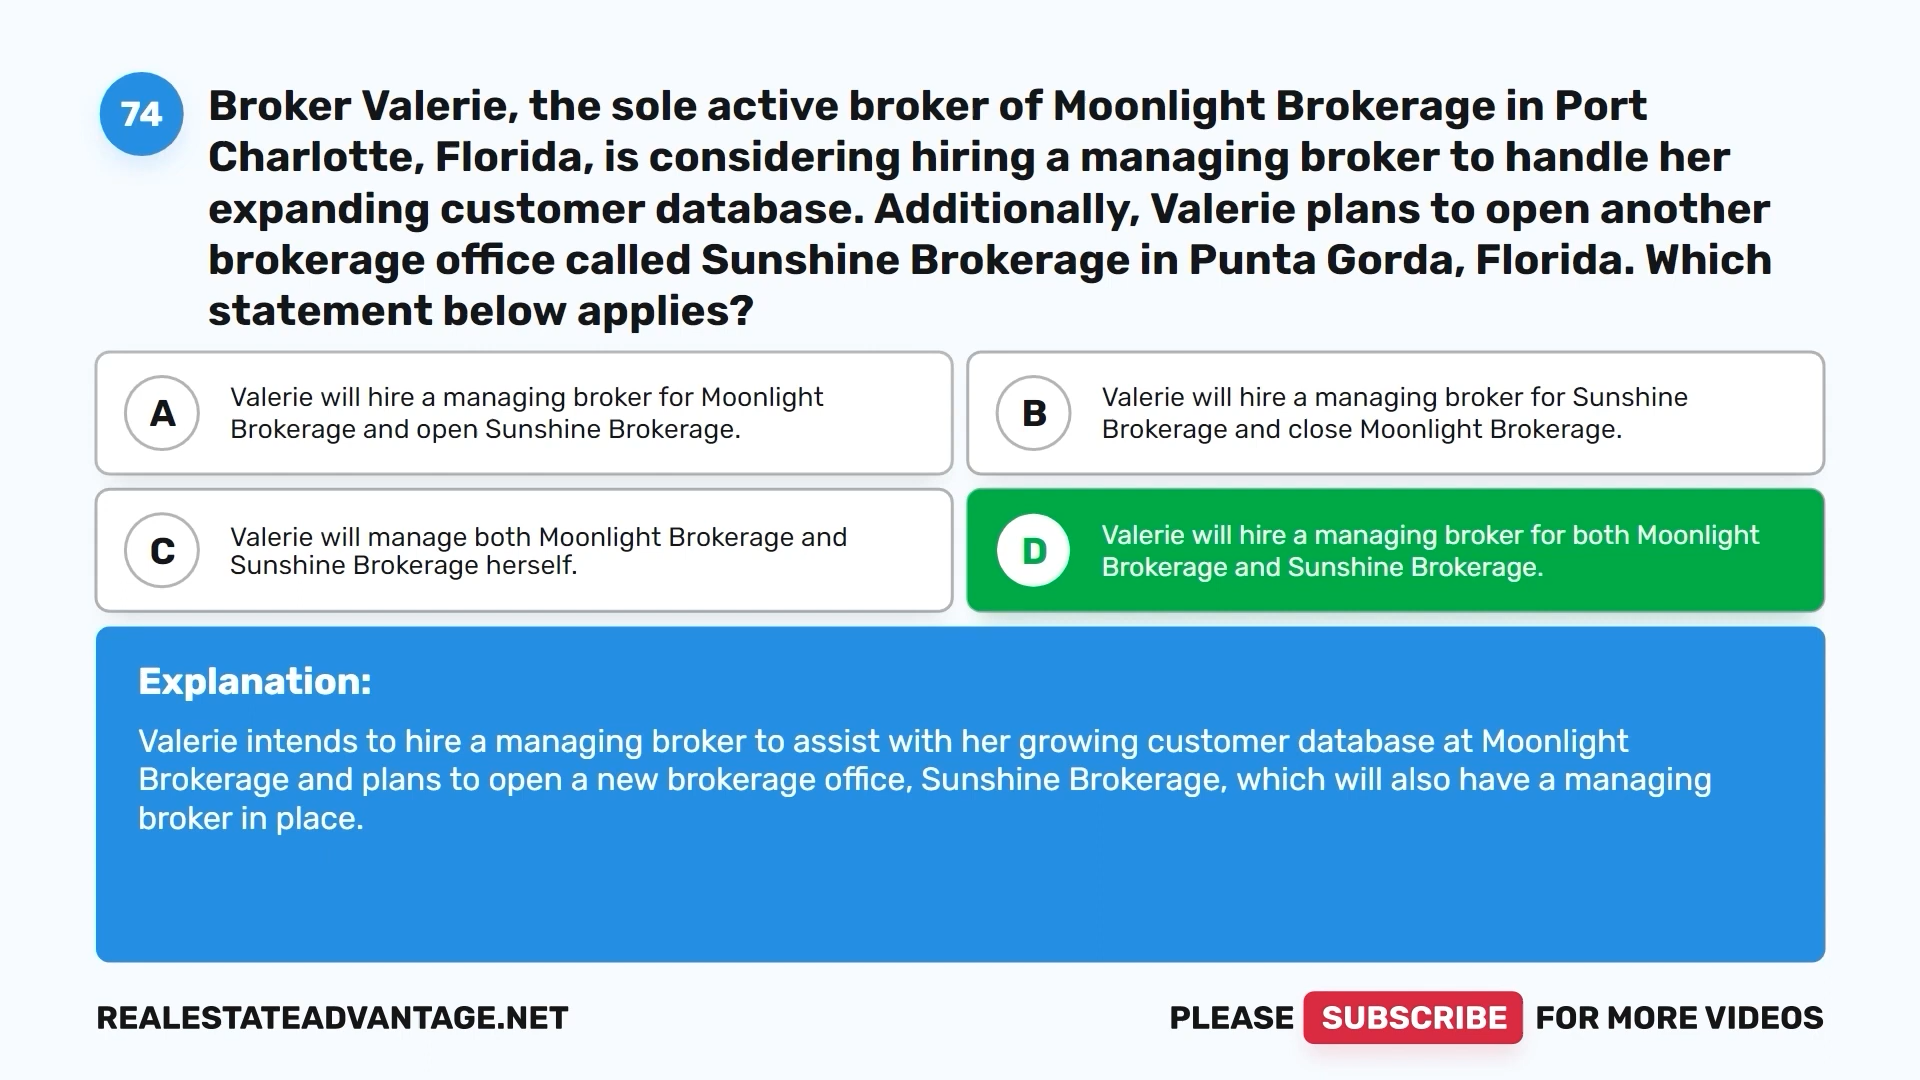 74
Broker Valerie, the sole active broker of Moonlight Brokerage in Port
Charlotte, Florida, is considering hiring a managing broker to handle her
expanding customer database. Additionally, Valerie plans to open another
brokerage office called Sunshine Brokerage in Punta Gorda, Florida. Which
statement below applies?
A
Valerie will hire a managing broker for Moonlight
Brokerage and open Sunshine Brokerage.
B
Valerie will hire a managing broker for Sunshine
Brokerage and close Moonlight Brokerage.
C
Valerie will manage both Moonlight Brokerage and
Sunshine Brokerage herself.
D
Valerie will hire a managing broker for both Moonlight
Brokerage and Sunshine Brokerage.
Explanation:
Valerie intends to hire a managing broker to assist with her growing customer database at Moonlight
Brokerage and plans to open a new brokerage office, Sunshine Brokerage, which will also have a managing
broker in place.
REALESTATEADVANTAGE.NET
PLEASE SUBSCRIBE FOR MORE VIDEOS